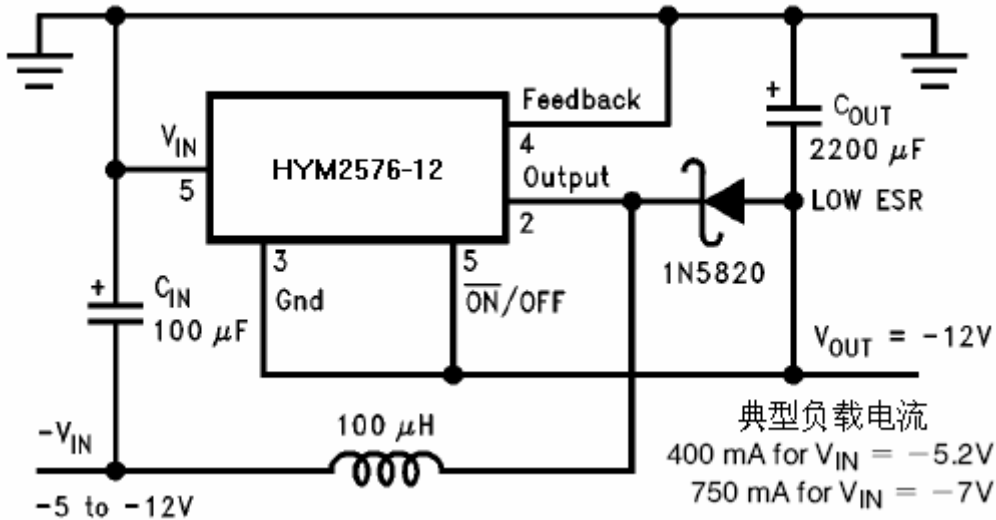 Feedback
4
+
C_OUT
2200 μF
V_IN
5
HYM2576-12
Output
2
LOW ESR
1N5820
3
Gnd
5
O̅N̅/OFF
+
C_IN
100 μF
V_OUT = -12V
典型负载电流
400 mA for V_IN = -5.2V
750 mA for V_IN = -7V
100 μH
-V_IN
-5 to -12V